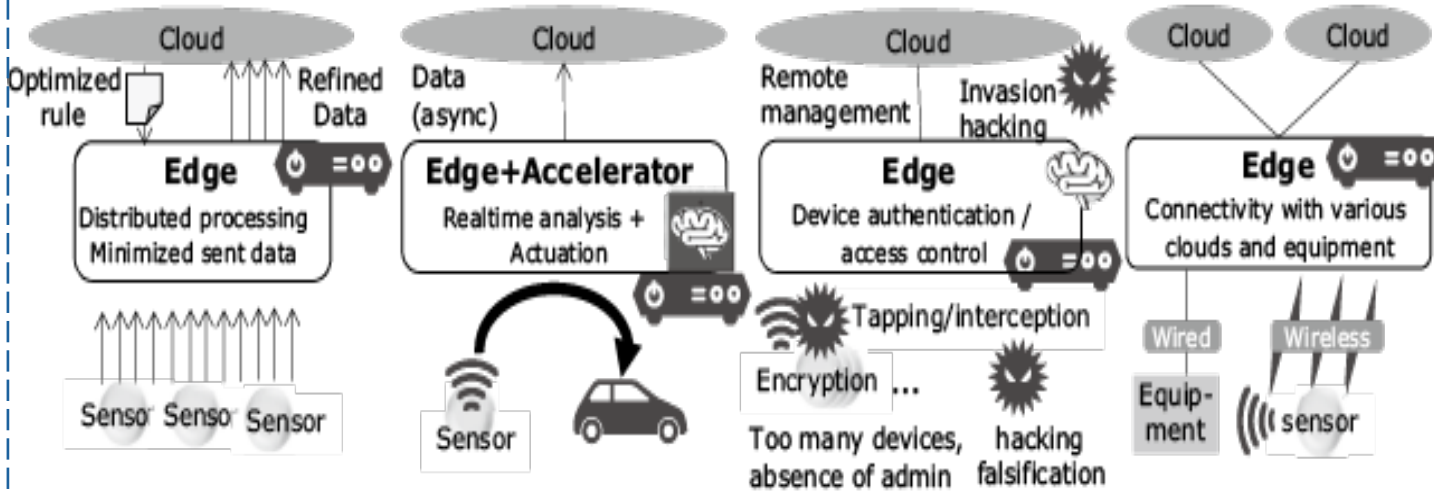 Cloud
Optimized
rule
Refined
Data
Edge
Distributed processing
Minimized sent data
Sensor
Sensor
Sensor
Cloud
Data
(async)
Edge+Accelerator
Realtime analysis +
Actuation
Sensor
Cloud
Remote
management
Invasion
hacking
Edge
Device authentication /
access control
Tapping/interception
Encryption ...
Too many devices,
absence of admin
hacking
falsification
Cloud
Cloud
Edge
Connectivity with various
clouds and equipment
Wired
Wireless
Equip-
ment
sensor